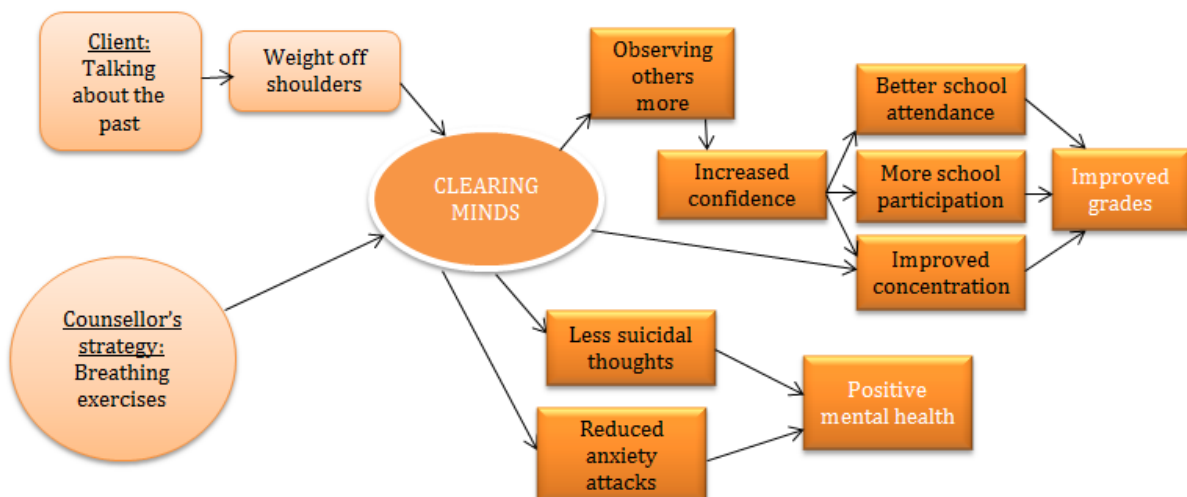 Client:
Talking
about the
past
Weight off
shoulders
Observing
others
more
Better school
attendance
CLEARING
MINDS
Increased
confidence
More school
participation
Improved
grades
Improved
concentration
Counsellor's
strategy:
Breathing
exercises
Less suicidal
thoughts
Positive
mental health
Reduced
anxiety
attacks